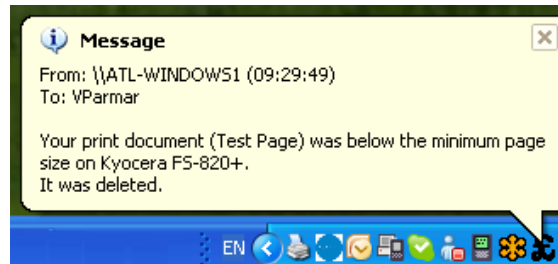 Message
From: \\ATL-WINDOWS1 (09:29:49)
To: VParmar
Your print document (Test Page) was below the minimum page
size on Kyocera FS-820+.
It was deleted.
EN